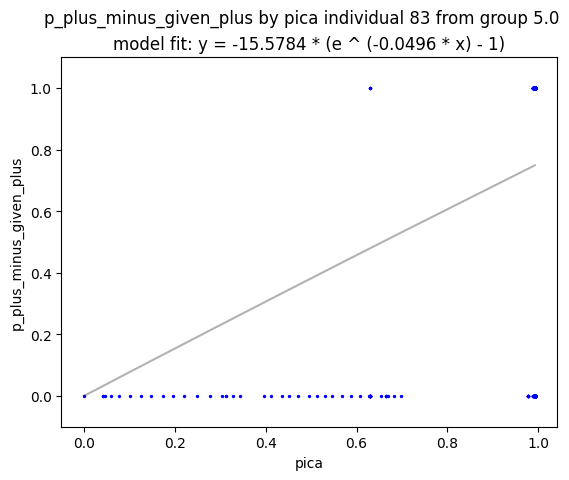 p_plus_minus_given_plus by pica individual 83 from group 5.0
model fit: y = -15.5784 * (e ^ (-0.0496 * x) - 1)
1.0
0.8
0.6
0.4
0.2
0.0
p_plus_minus_given_plus
0.0 0.2 0.4 0.6 0.8 1.0
pica